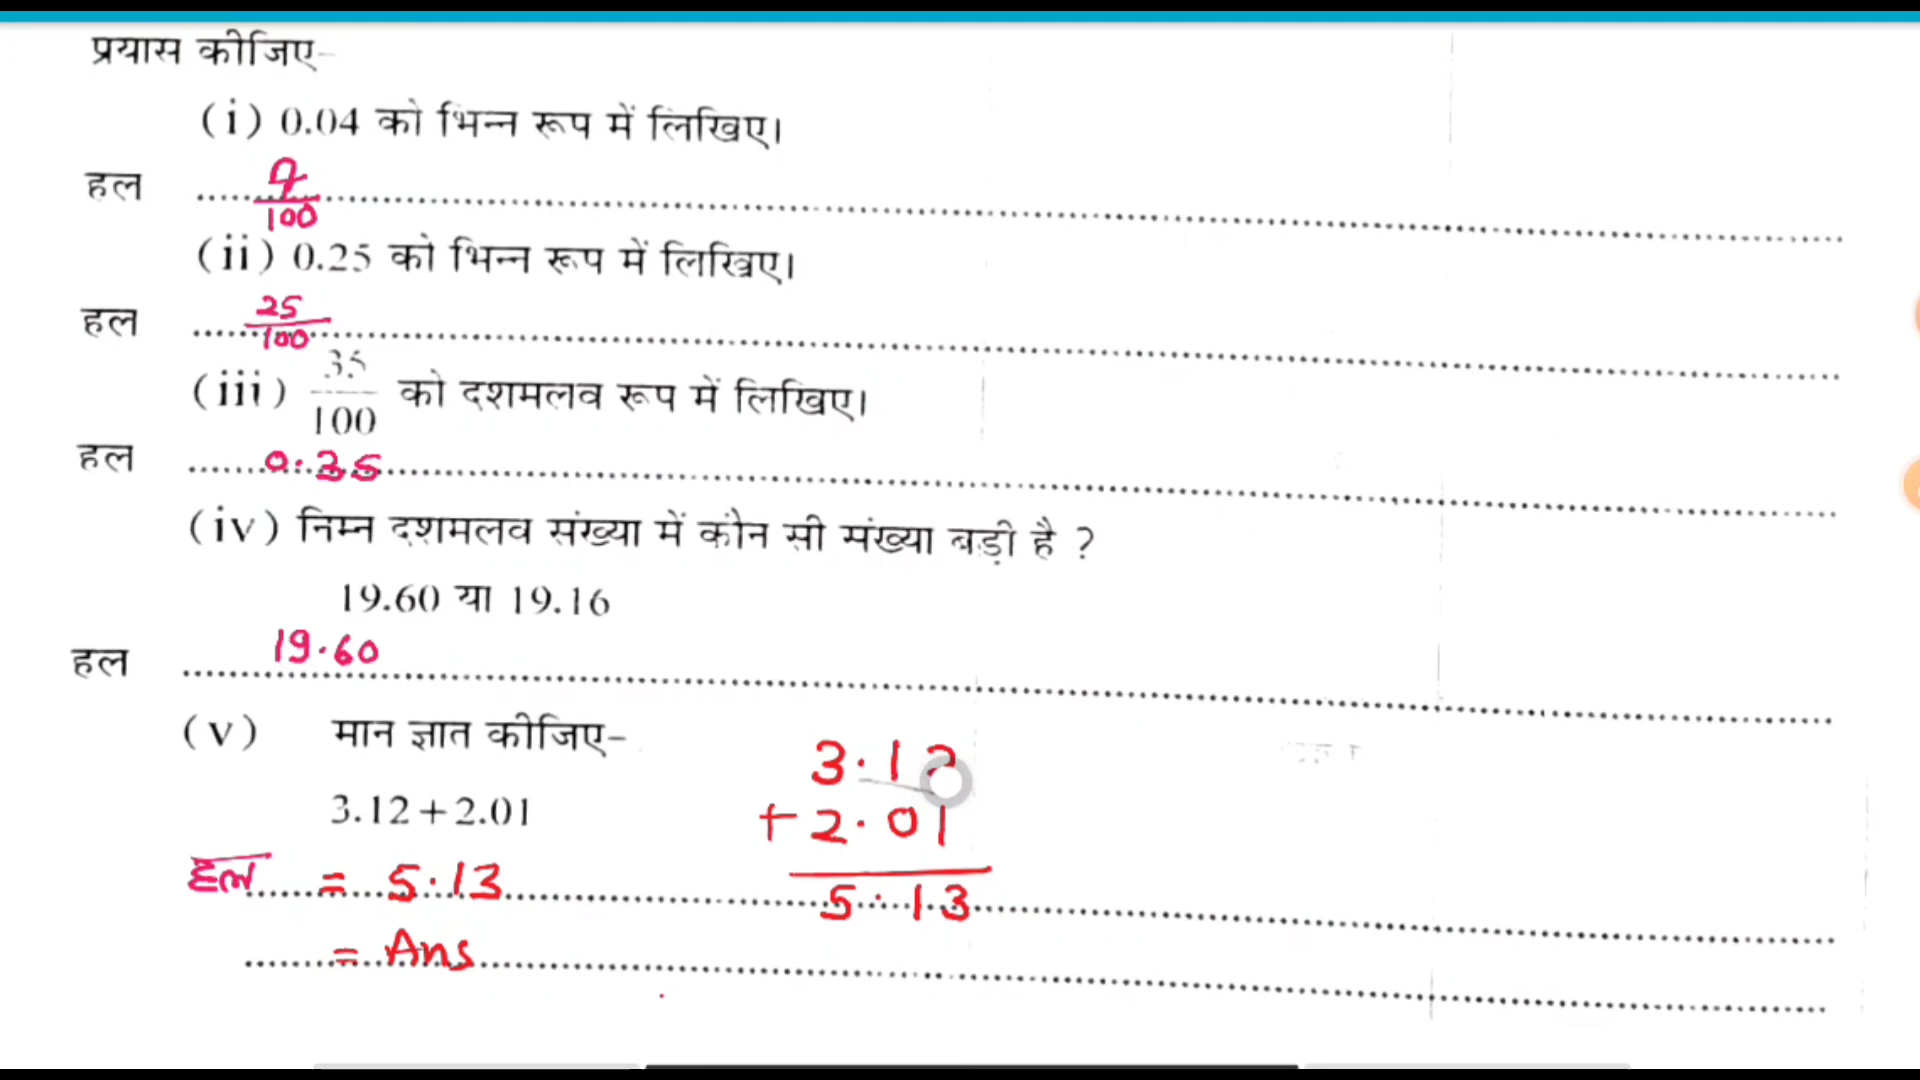 प्रयास कीजिए-
(i) 0.04 को भिन्न रूप में लिखिए।
हल 4/100
(ii) 0.25 को भिन्न रूप में लिखिए।
हल 25/100
(iii) 35/100 को दशमलव रूप में लिखिए।
हल 0.35
(iv) निम्न दशमलव संख्या में कौन सी संख्या बड़ी है ?
19.60 या 19.16
हल 19.60
(v) मान ज्ञात कीजिए-
3.12+2.01
हल = 5.13
= Ans
3.12
+ 2.01
5.13